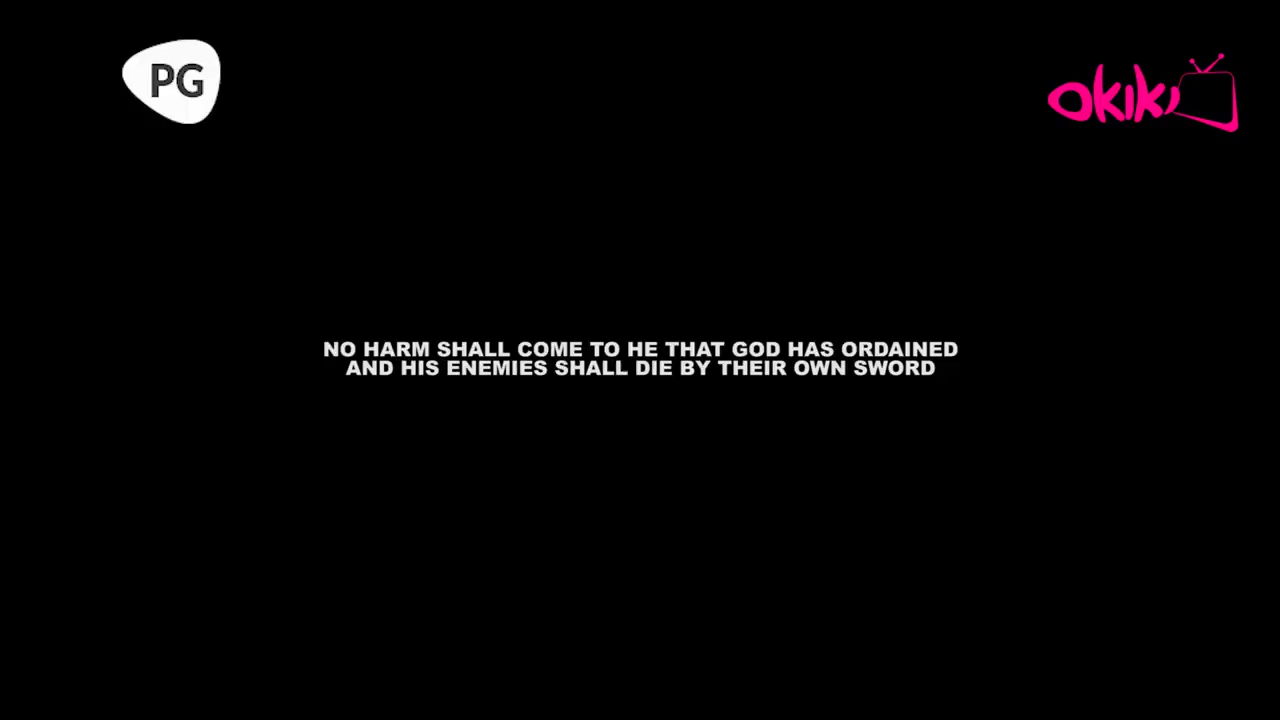 PG
okiki
NO HARM SHALL COME TO HE THAT GOD HAS ORDAINED
AND HIS ENEMIES SHALL DIE BY THEIR OWN SWORD